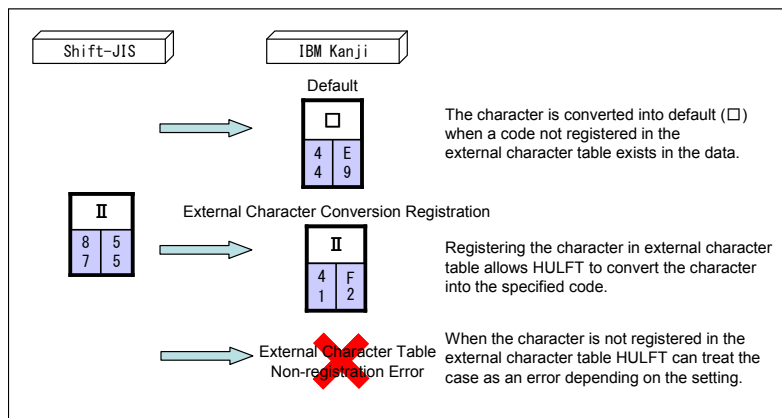 Shift-JIS
IBM Kanji
Default
□
4 E
4 9
The character is converted into default (□)
when a code not registered in the
external character table exists in the data.
Ⅱ
8 5
7 5
External Character Conversion Registration
Ⅱ
4 F
1 2
Registering the character in external character
table allows HULFT to convert the character
into the specified code.
External Character Table
Non-registration Error
When the character is not registered in the
external character table HULFT can treat the
case as an error depending on the setting.